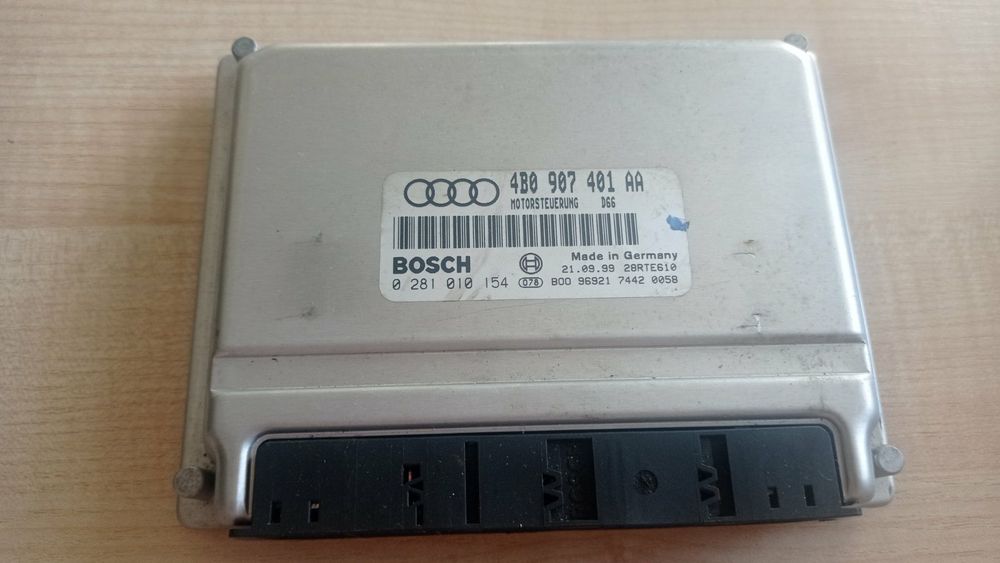 4B0 907 401 AA
MOTORSTEUERUNG D66
BOSCH Made in Germany
21.09.99 28RTE610
0 281 010 154 078 B00 96921 7442 0058